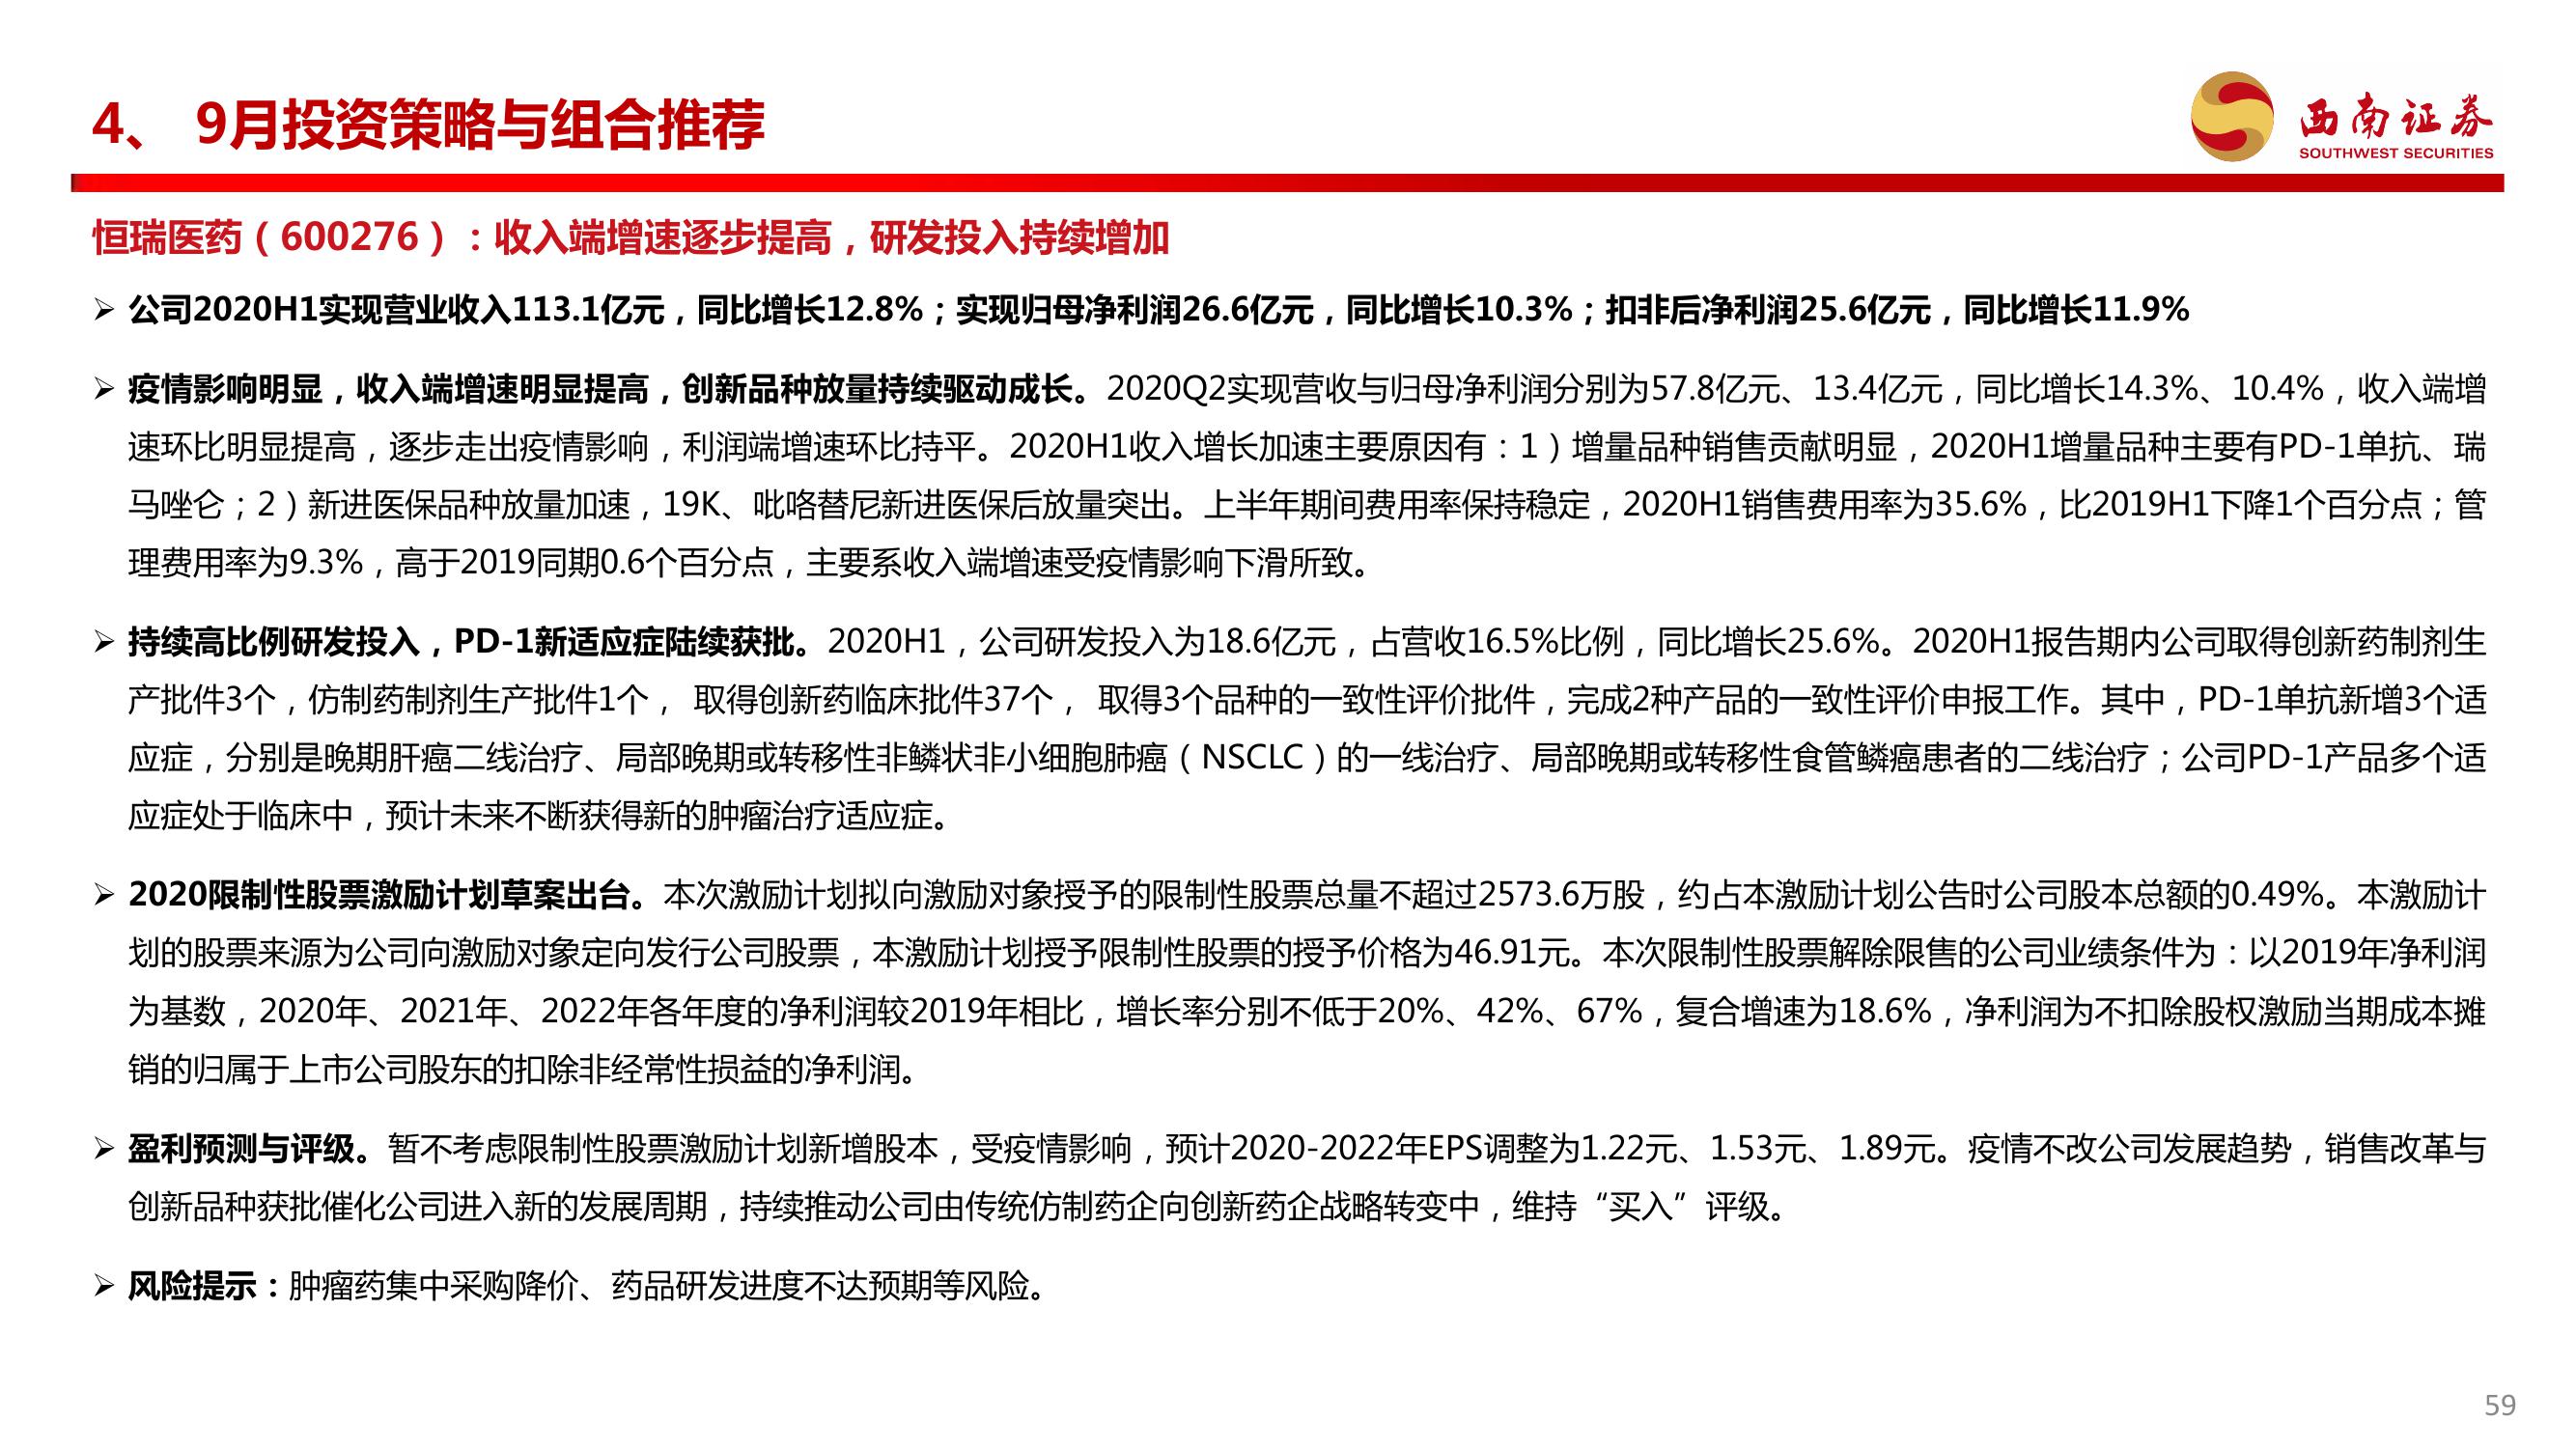 4、 9月投资策略与组合推荐
西南证券
SOUTHWEST SECURITIES
恒瑞医药（600276）：收入端增速逐步提高，研发投入持续增加
➢ 公司2020H1实现营业收入113.1亿元，同比增长12.8%；实现归母净利润26.6亿元，同比增长10.3%；扣非后净利润25.6亿元，同比增长11.9%
➢ 疫情影响明显，收入端增速明显提高，创新品种放量持续驱动成长。2020Q2实现营收与归母净利润分别为57.8亿元、13.4亿元，同比增长14.3%、10.4%，收入端增
速环比明显提高，逐步走出疫情影响，利润端增速环比持平。2020H1收入增长加速主要原因有：1）增量品种销售贡献明显，2020H1增量品种主要有PD-1单抗、瑞
马唑仑；2）新进医保品种放量加速，19K、吡咯替尼新进医保后放量突出。上半年期间费用率保持稳定，2020H1销售费用率为35.6%，比2019H1下降1个百分点；管
理费用率为9.3%，高于2019同期0.6个百分点，主要系收入端增速受疫情影响下滑所致。
➢ 持续高比例研发投入，PD-1新适应症陆续获批。2020H1，公司研发投入为18.6亿元，占营收16.5%比例，同比增长25.6%。2020H1报告期内公司取得创新药制剂生
产批件3个，仿制药制剂生产批件1个， 取得创新药临床批件37个， 取得3个品种的一致性评价批件，完成2种产品的一致性评价申报工作。其中，PD-1单抗新增3个适
应症，分别是晚期肝癌二线治疗、局部晚期或转移性非鳞状非小细胞肺癌（NSCLC）的一线治疗、局部晚期或转移性食管鳞癌患者的二线治疗；公司PD-1产品多个适
应症处于临床中，预计未来不断获得新的肿瘤治疗适应症。
➢ 2020限制性股票激励计划草案出台。本次激励计划拟向激励对象授予的限制性股票总量不超过2573.6万股，约占本激励计划公告时公司股本总额的0.49%。本激励计
划的股票来源为公司向激励对象定向发行公司股票，本激励计划授予限制性股票的授予价格为46.91元。本次限制性股票解除限售的公司业绩条件为：以2019年净利润
为基数，2020年、2021年、2022年各年度的净利润较2019年相比，增长率分别不低于20%、42%、67%，复合增速为18.6%，净利润为不扣除股权激励当期成本摊
销的归属于上市公司股东的扣除非经常性损益的净利润。
➢ 盈利预测与评级。暂不考虑限制性股票激励计划新增股本，受疫情影响，预计2020-2022年EPS调整为1.22元、1.53元、1.89元。疫情不改公司发展趋势，销售改革与
创新品种获批催化公司进入新的发展周期，持续推动公司由传统仿制药企向创新药企战略转变中，维持“买入”评级。
➢ 风险提示：肿瘤药集中采购降价、药品研发进度不达预期等风险。
59